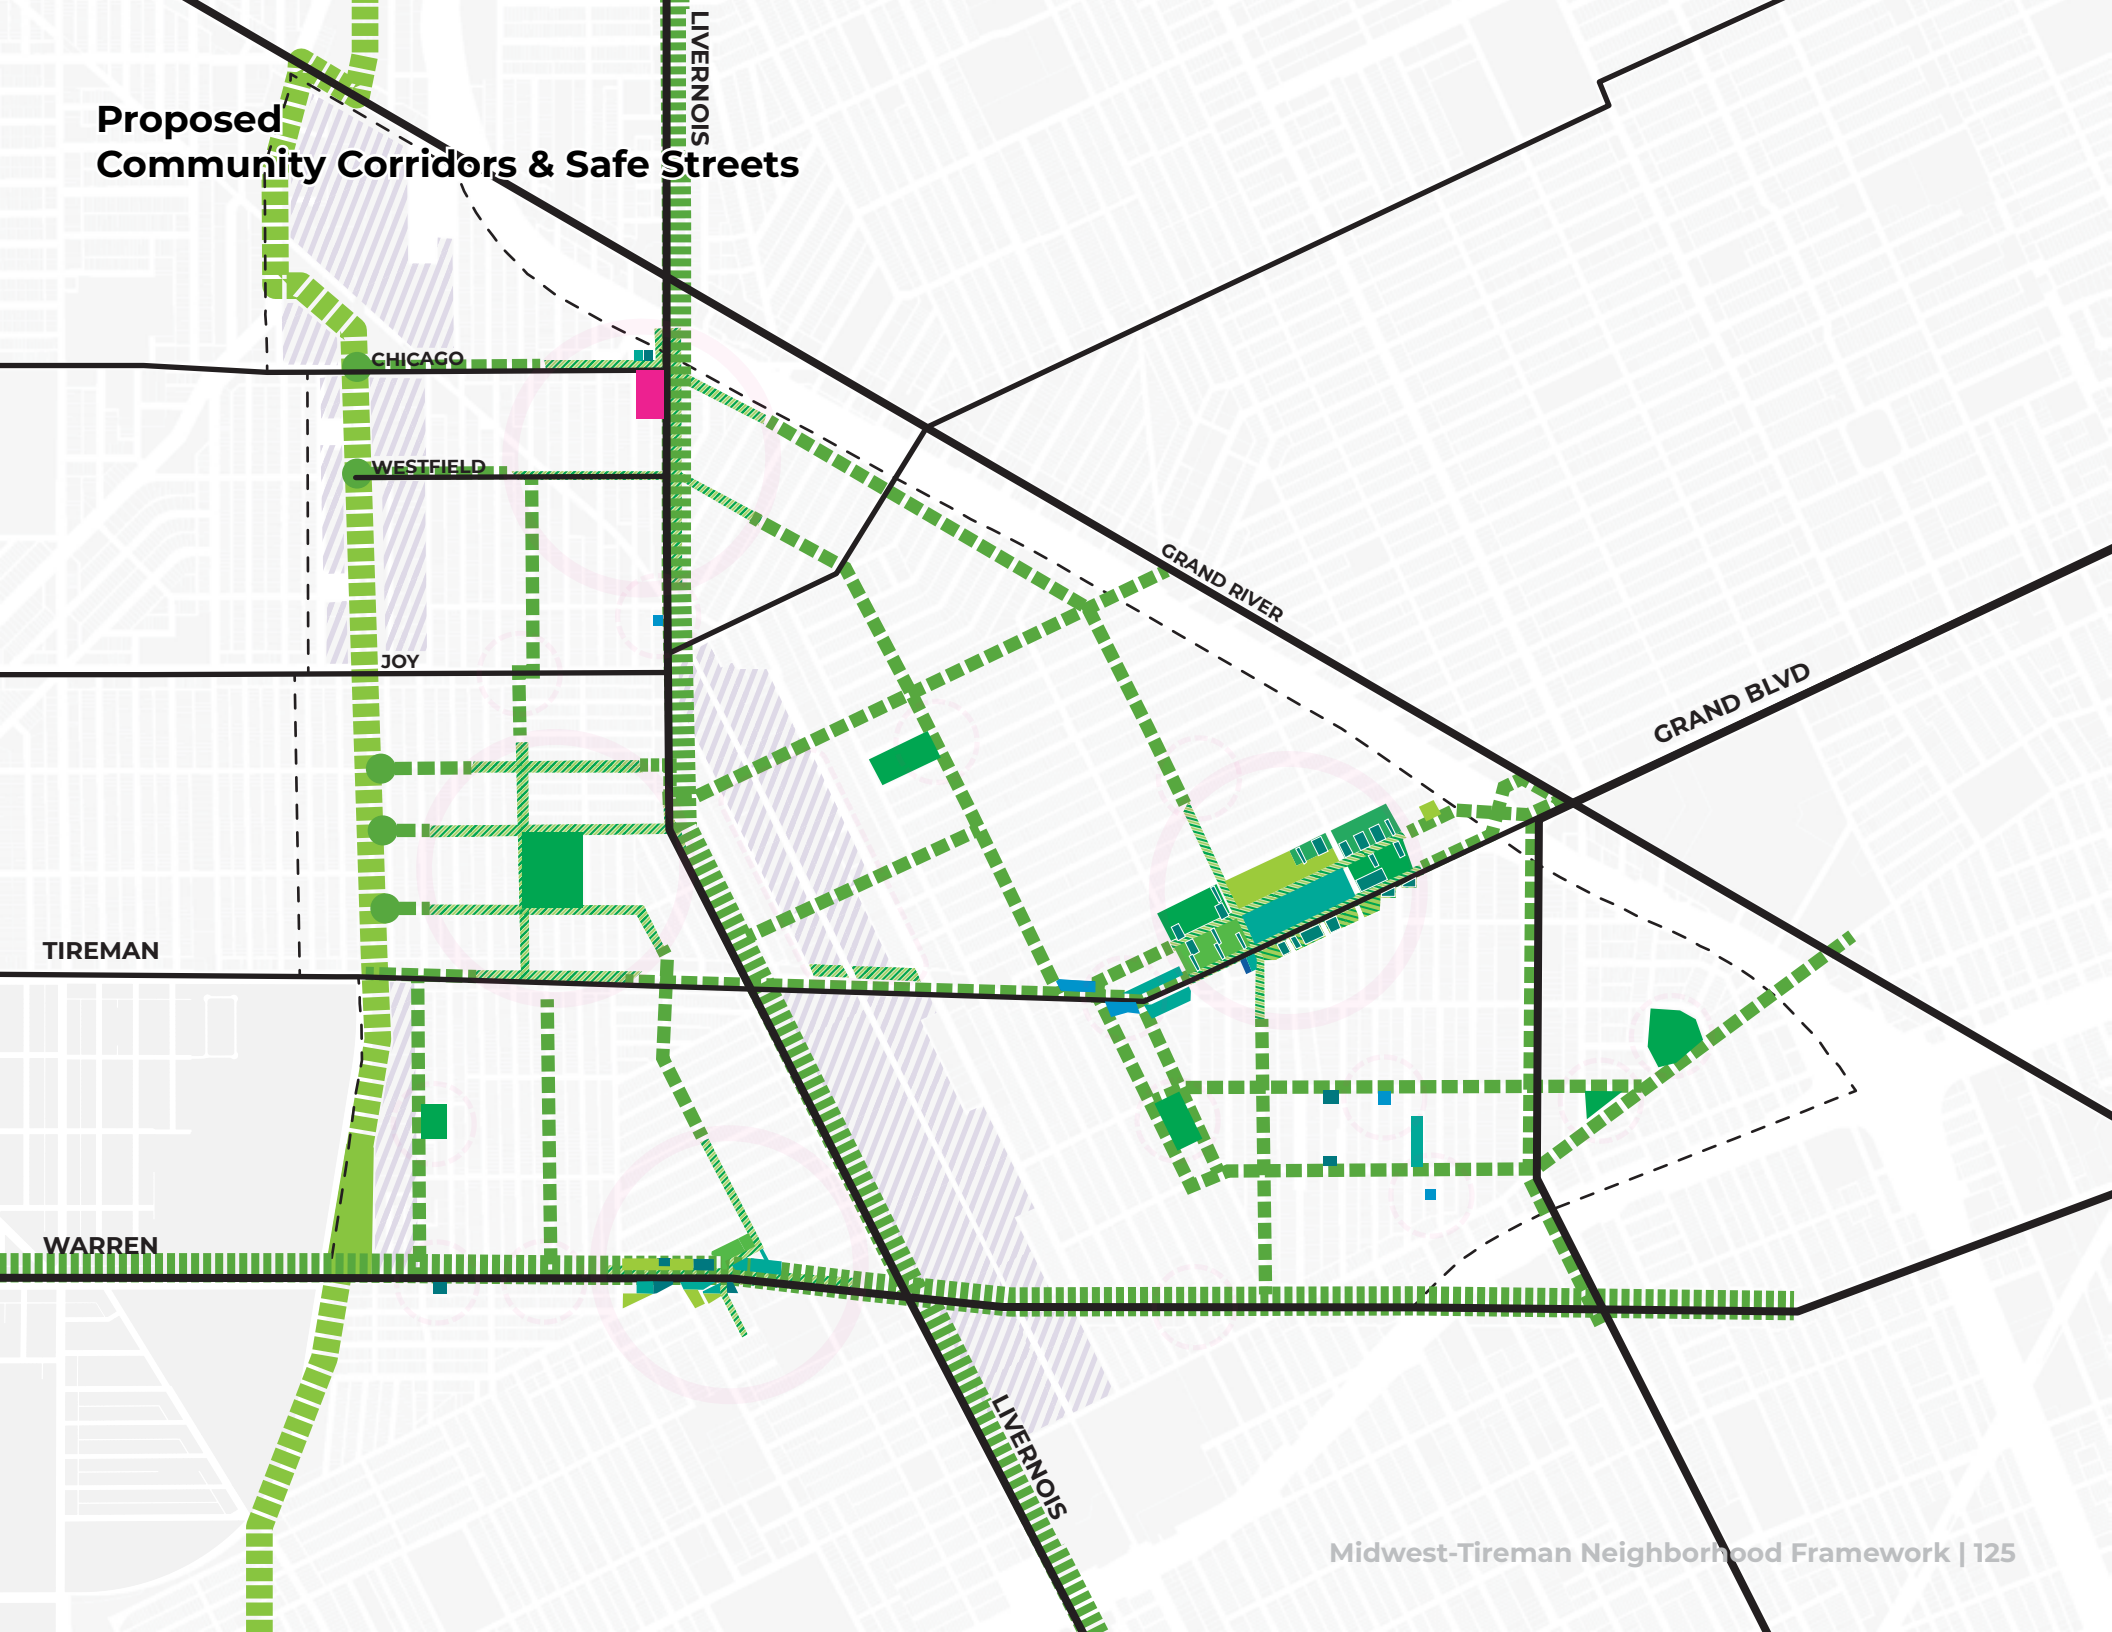 Proposed
Community Corridors & Safe Streets
LIVERNOIS
CHICAGO
WESTFIELD
GRAND RIVER
JOY
GRAND BLVD
TIREMAN
WARREN
LIVERNOIS
Midwest-Tireman Neighborhood Framework | 125